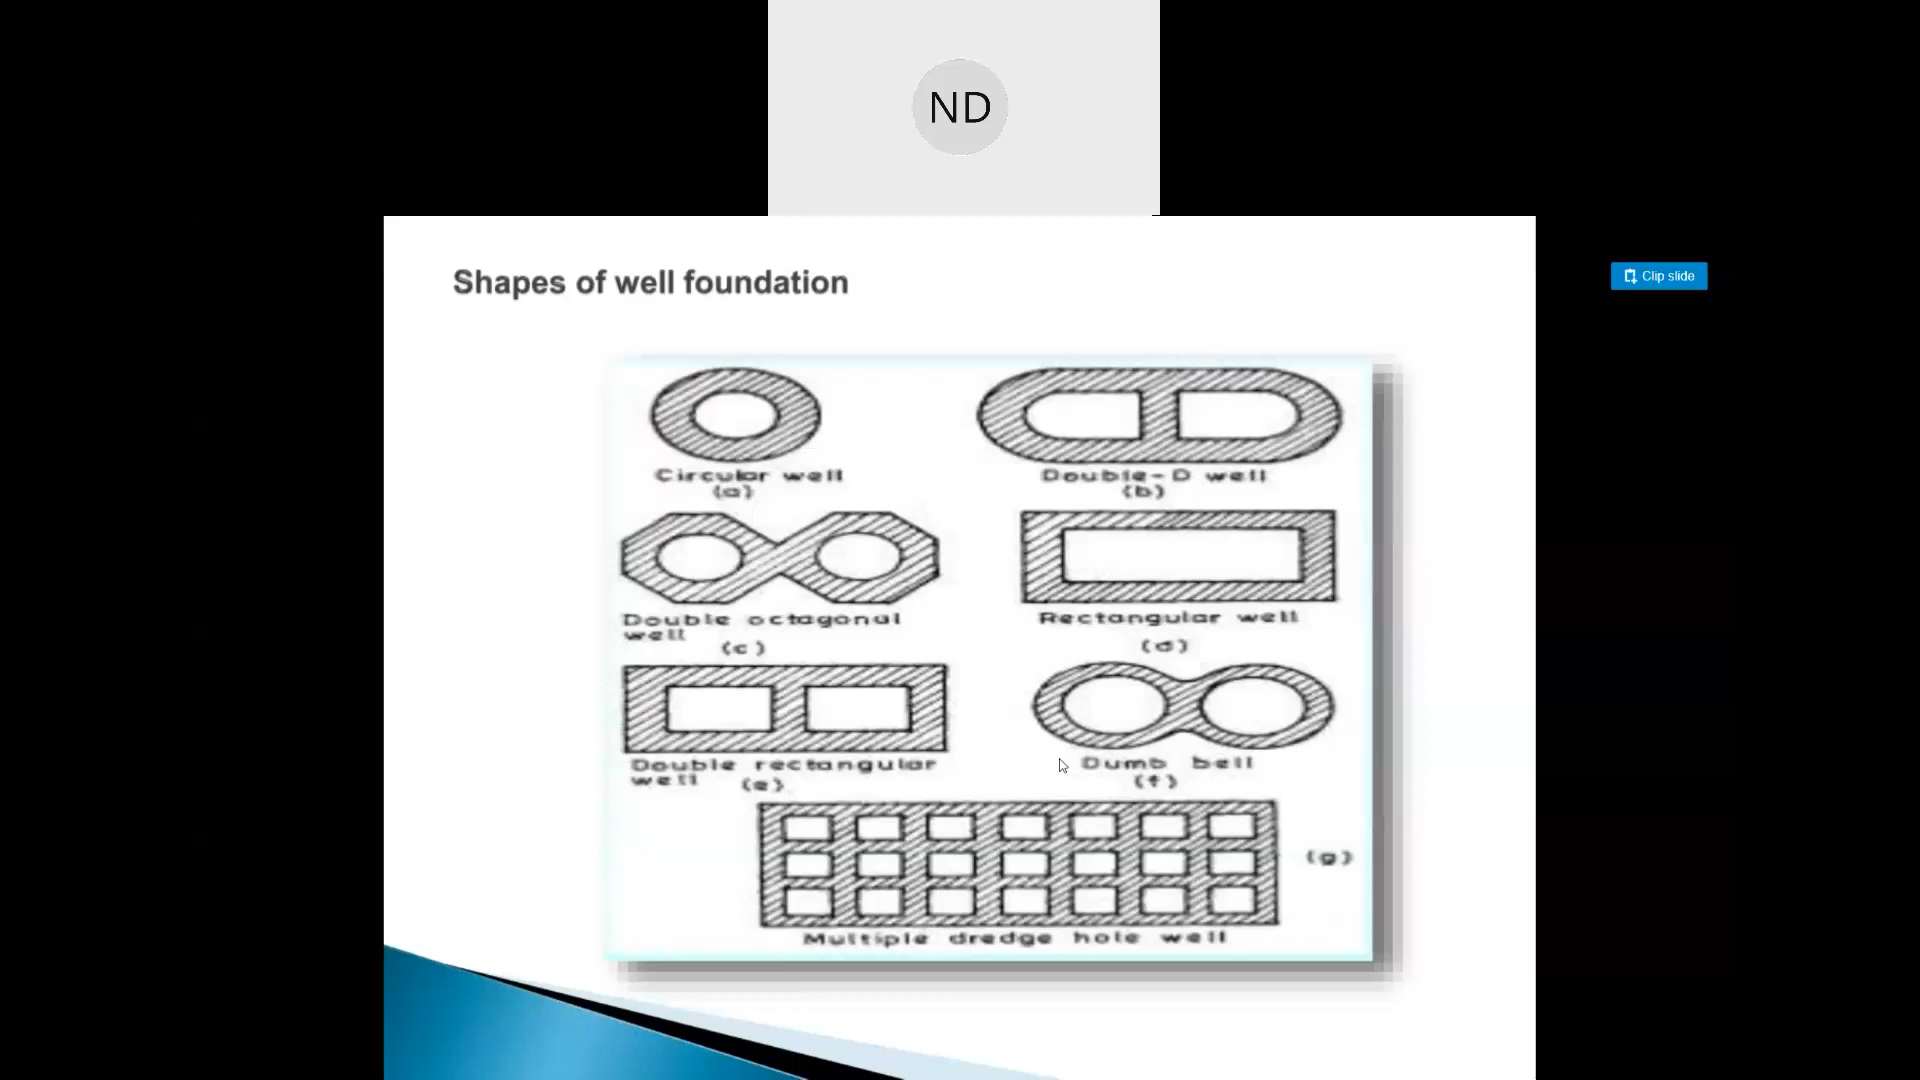 ND
Shapes of well foundation
Clip slide
Circular well
(a)
Double-D well
(b)
Double octagonal
well
(c)
Rectangular well
(d)
Double rectangular
well (e)
Dumb bell
(f)
(g)
Multiple dredge hole well